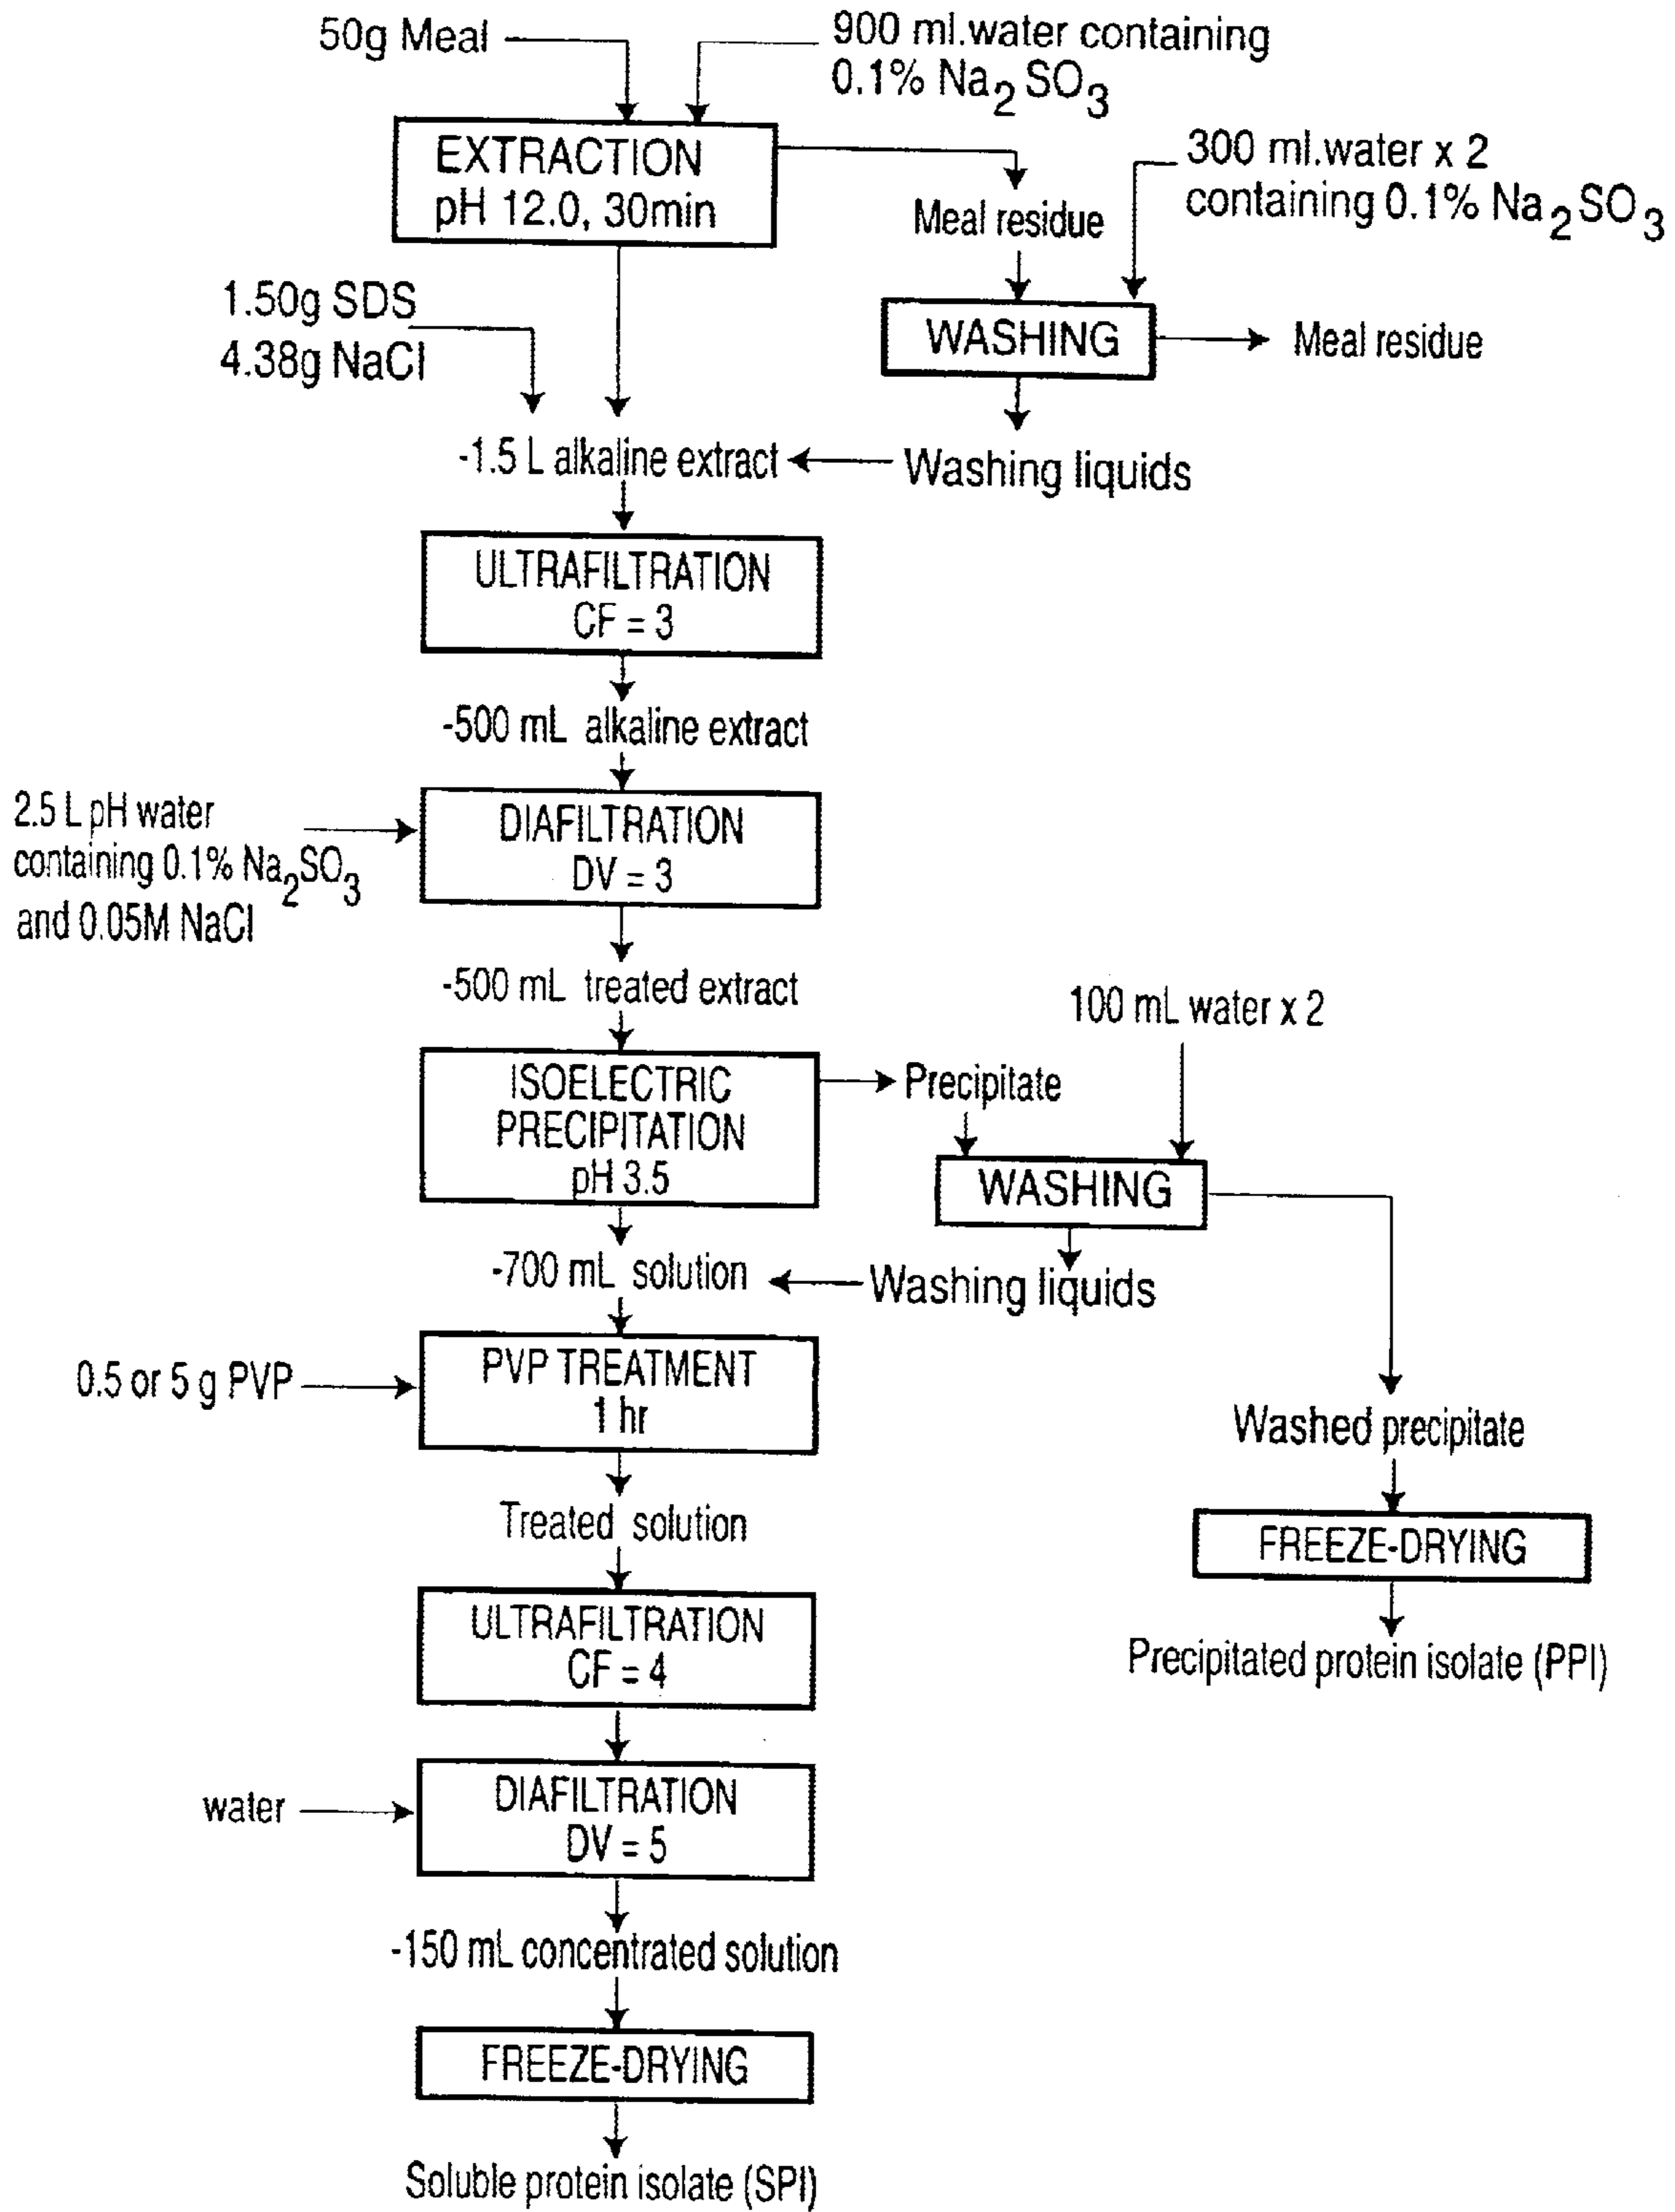 50g Meal
900 ml.water containing
0.1% Na2SO3
EXTRACTION
pH 12.0, 30min
300 ml.water x 2
containing 0.1% Na2SO3
Meal residue
1.50g SDS
4.38g NaCl
WASHING
Meal residue
-1.5 L alkaline extract
Washing liquids
ULTRAFILTRATION
CF = 3
-500 mL alkaline extract
2.5 L pH water
containing 0.1% Na2SO3
and 0.05M NaCl
DIAFILTRATION
DV = 3
-500 mL treated extract
100 mL water x 2
ISOELECTRIC
PRECIPITATION
pH 3.5
Precipitate
WASHING
-700 mL solution
Washing liquids
0.5 or 5 g PVP
PVP TREATMENT
1 hr
Washed precipitate
Treated solution
FREEZE-DRYING
ULTRAFILTRATION
CF = 4
Precipitated protein isolate (PPI)
water
DIAFILTRATION
DV = 5
-150 mL concentrated solution
FREEZE-DRYING
Soluble protein isolate (SPI)